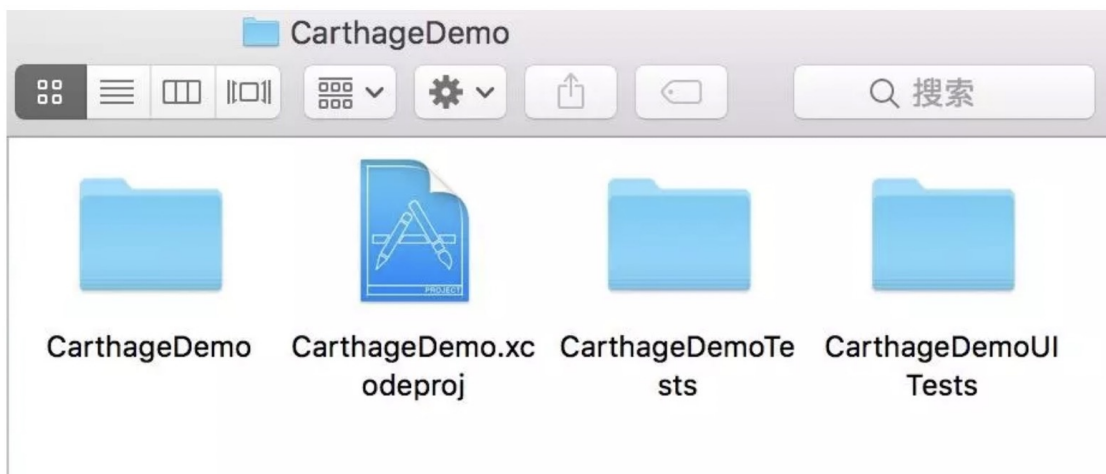 CarthageDemo
搜索
CarthageDemo
CarthageDemo.xc
odeproj
PROJECT
CarthageDemoTe
sts
CarthageDemoUI
Tests